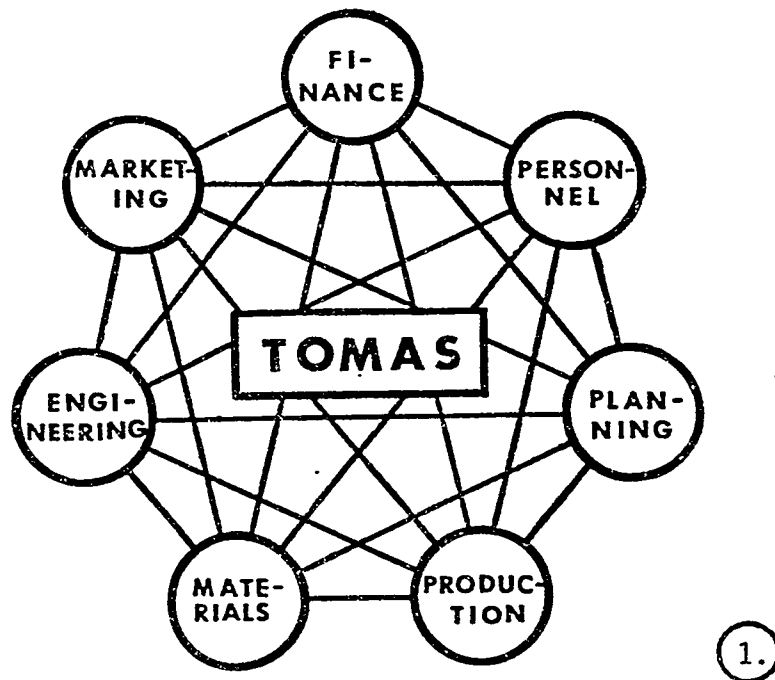 FI-
NANCE
MARKET-
ING
PERSON-
NEL
TOMAS
ENGI-
NEERING
PLAN-
NING
MATE-
RIALS
PRODUC-
TION
1.